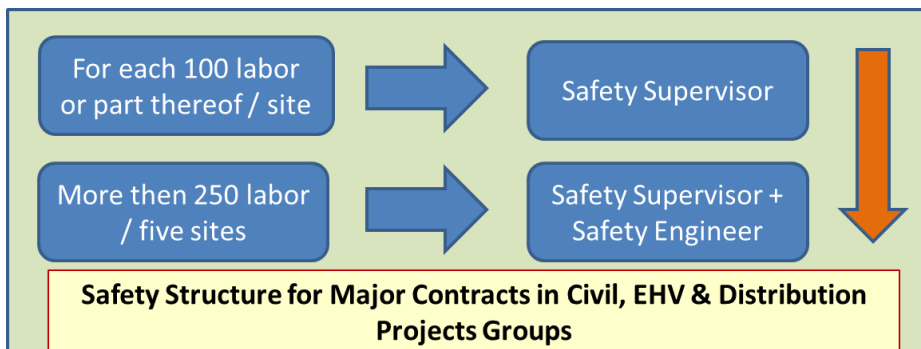 For each 100 labor
or part thereof / site
Safety Supervisor
More then 250 labor
/ five sites
Safety Supervisor +
Safety Engineer
Safety Structure for Major Contracts in Civil, EHV & Distribution
Projects Groups